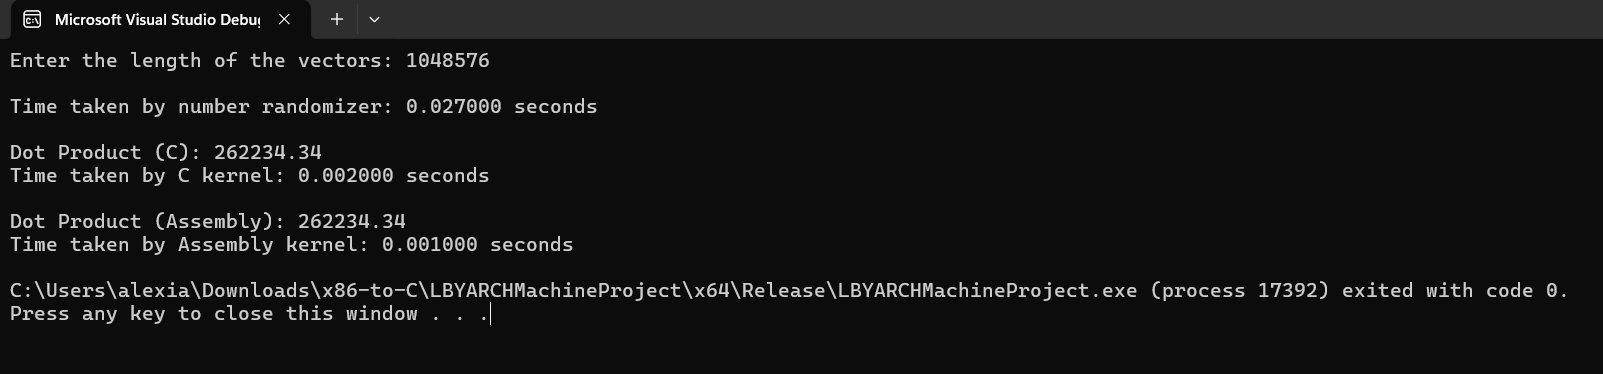 Microsoft Visual Studio Debu
Enter the length of the vectors: 1048576
Time taken by number randomizer: 0.027000 seconds
Dot Product (C): 262234.34
Time taken by C kernel: 0.002000 seconds
Dot Product (Assembly): 262234.34
Time taken by Assembly kernel: 0.001000 seconds
C:\Users\alexia\Downloads\x86-to-C\LBYARCHMachineProject\x64\Release\LBYARCHMachineProject.exe (process 17392) exited with code 0.
Press any key to close this window . . .